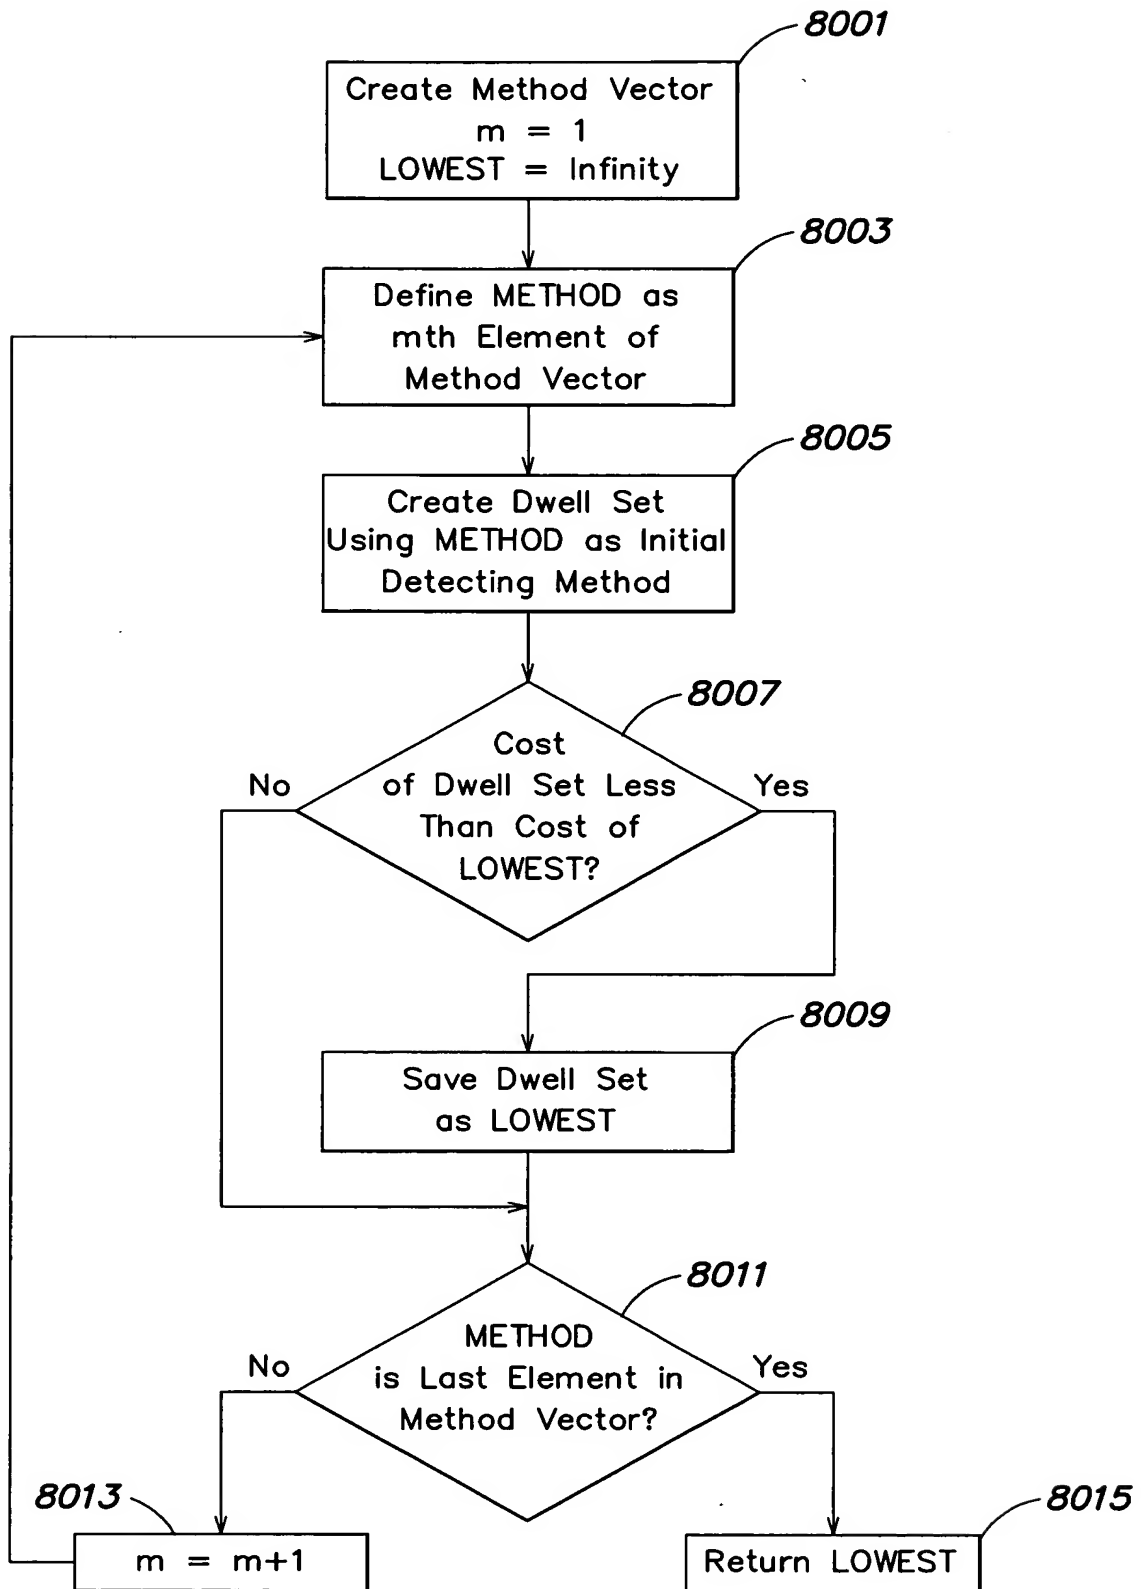 8001
Create Method Vector
m = 1
LOWEST = Infinity
8003
Define METHOD as
mth Element of
Method Vector
8005
Create Dwell Set
Using METHOD as Initial
Detecting Method
8007
Cost
of Dwell Set Less
Than Cost of
LOWEST?
No
Yes
8009
Save Dwell Set
as LOWEST
8011
METHOD
is Last Element in
Method Vector?
No
Yes
8013
m = m+1
8015
Return LOWEST